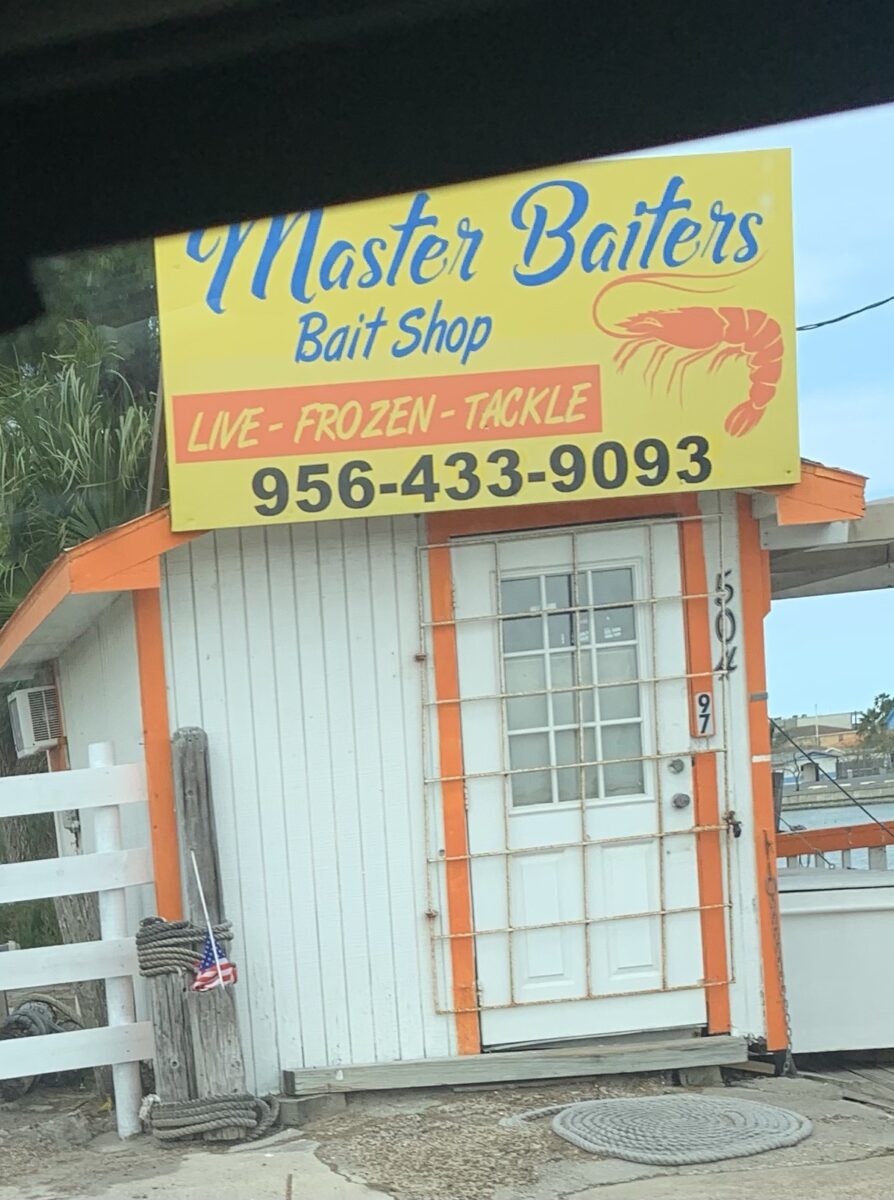 Master Baiters
Bait Shop
LIVE - FROZEN - TACKLE
956-433-9093
504
97